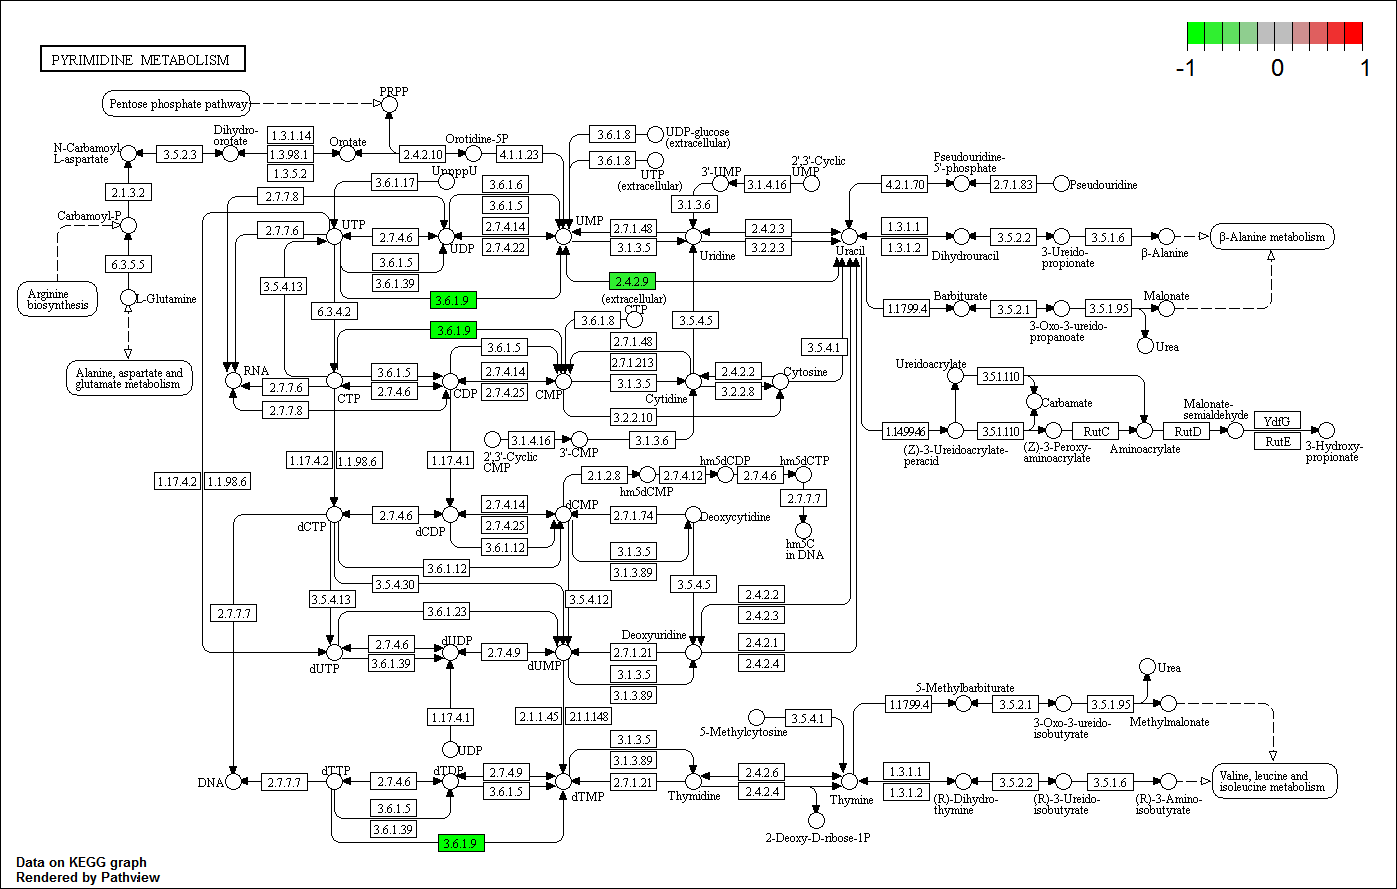 PYRIMIDINE METABOLISM
-1 0 1
Pentose phosphate pathway
PRPP
3.6.1.8
UDP-glucose
(extracellular)
N-Carbamoyl-
L-aspartate
3.5.2.3
Dihydro-
orotate
1.3.1.14
1.3.98.1
1.3.5.2
Orotate
2.4.2.10
Orotidine-5P
4.1.1.23
3.6.1.8
UTP
(extracellular)
3'-UMP
3.1.4.16
2',3'-Cyclic
UMP
Pseudouridine-
5'-phosphate
4.2.1.70
2.7.1.83
Pseudouridine
2.1.3.2
3.6.1.17
UppppU
3.6.1.6
3.6.1.5
3.1.3.6
2.7.7.8
Carbamoyl-P
2.7.7.6
UTP
2.7.4.6
UDP
2.7.4.14
2.7.4.22
UMP
2.7.1.48
3.1.3.5
Uridine
2.4.2.3
3.2.2.3
Uracil
1.3.1.1
1.3.1.2
Dihydrouracil
3.5.2.2
3-Ureido-
propionate
3.5.1.6
β-Alanine
β-Alanine metabolism
6.3.5.5
3.6.1.5
3.6.1.39
3.5.4.13
2.4.2.9
Arginine
biosynthesis
L-Glutamine
3.6.1.9
(extracellular)
CTP
6.3.4.2
3.6.1.8
3.5.4.5
1.17.99.4
Barbiturate
3.5.2.1
3-Oxo-3-ureido-
propanoate
3.5.1.95
Malonate
Urea
3.6.1.9
3.6.1.5
2.7.1.48
2.7.1.213
3.5.4.1
Alanine, aspartate and
glutamate metabolism
RNA
2.7.7.6
2.7.7.8
CTP
3.6.1.5
2.7.4.6
CDP
2.7.4.14
2.7.4.25
CMP
3.1.3.5
Cytidine
2.4.2.2
3.2.2.8
Cytosine
3.2.2.10
Ureidoacrylate
3.5.1.110
Carbamate
1.14.99.46
(Z)-3-Ureidoacrylate-
peracid
3.5.1.110
(Z)-3-Peroxy-
aminoacrylate
RutC
Aminoacrylate
RutD
Malonate-
semialdehyde
YdfG
RutE
3-Hydroxy-
propionate
2',3'-Cyclic
CMP
3.1.4.16
3'-CMP
3.1.3.6
1.17.4.2
1.1.98.6
1.17.4.1
1.17.4.2
1.1.98.6
2.1.2.8
hm5dCMP
2.7.4.12
hm5dCDP
2.7.4.6
hm5dCTP
2.7.7.7
hm5C
in DNA
dCTP
2.7.4.6
dCDP
2.7.4.14
2.7.4.25
3.6.1.12
dCMP
2.7.1.74
Deoxycytidine
3.1.3.5
3.1.3.89
3.6.1.12
3.5.4.30
3.5.4.5
3.5.4.13
3.5.4.12
2.4.2.2
2.4.2.3
2.7.7.7
3.6.1.23
Deoxyuridine
dUTP
2.7.4.6
3.6.1.39
dUDP
2.7.4.9
dUMP
2.7.1.21
3.1.3.5
3.1.3.89
2.4.2.1
2.4.2.4
Urea
1.17.4.1
UDP
2.1.1.45
2.1.1.148
5-Methylcytosine
3.5.4.1
1.17.99.4
5-Methylbarbiturate
3.5.2.1
3-Oxo-3-ureido-
isobutyrate
3.5.1.95
Methylmalonate
3.1.3.5
3.1.3.89
DNA
2.7.7.7
dTTP
2.7.4.6
dTDP
2.7.4.9
3.6.1.5
dTMP
2.7.1.21
Thymidine
2.4.2.6
2.4.2.4
Thymine
1.3.1.1
1.3.1.2
(R)-Dihydro-
thymine
3.5.2.2
(R)-3-Ureido-
isobutyrate
3.5.1.6
(R)-3-Amino-
isobutyrate
Valine, leucine and
isoleucine metabolism
3.6.1.5
3.6.1.39
3.6.1.9
2-Deoxy-D-ribose-1P
Data on KEGG graph
Rendered by Pathview